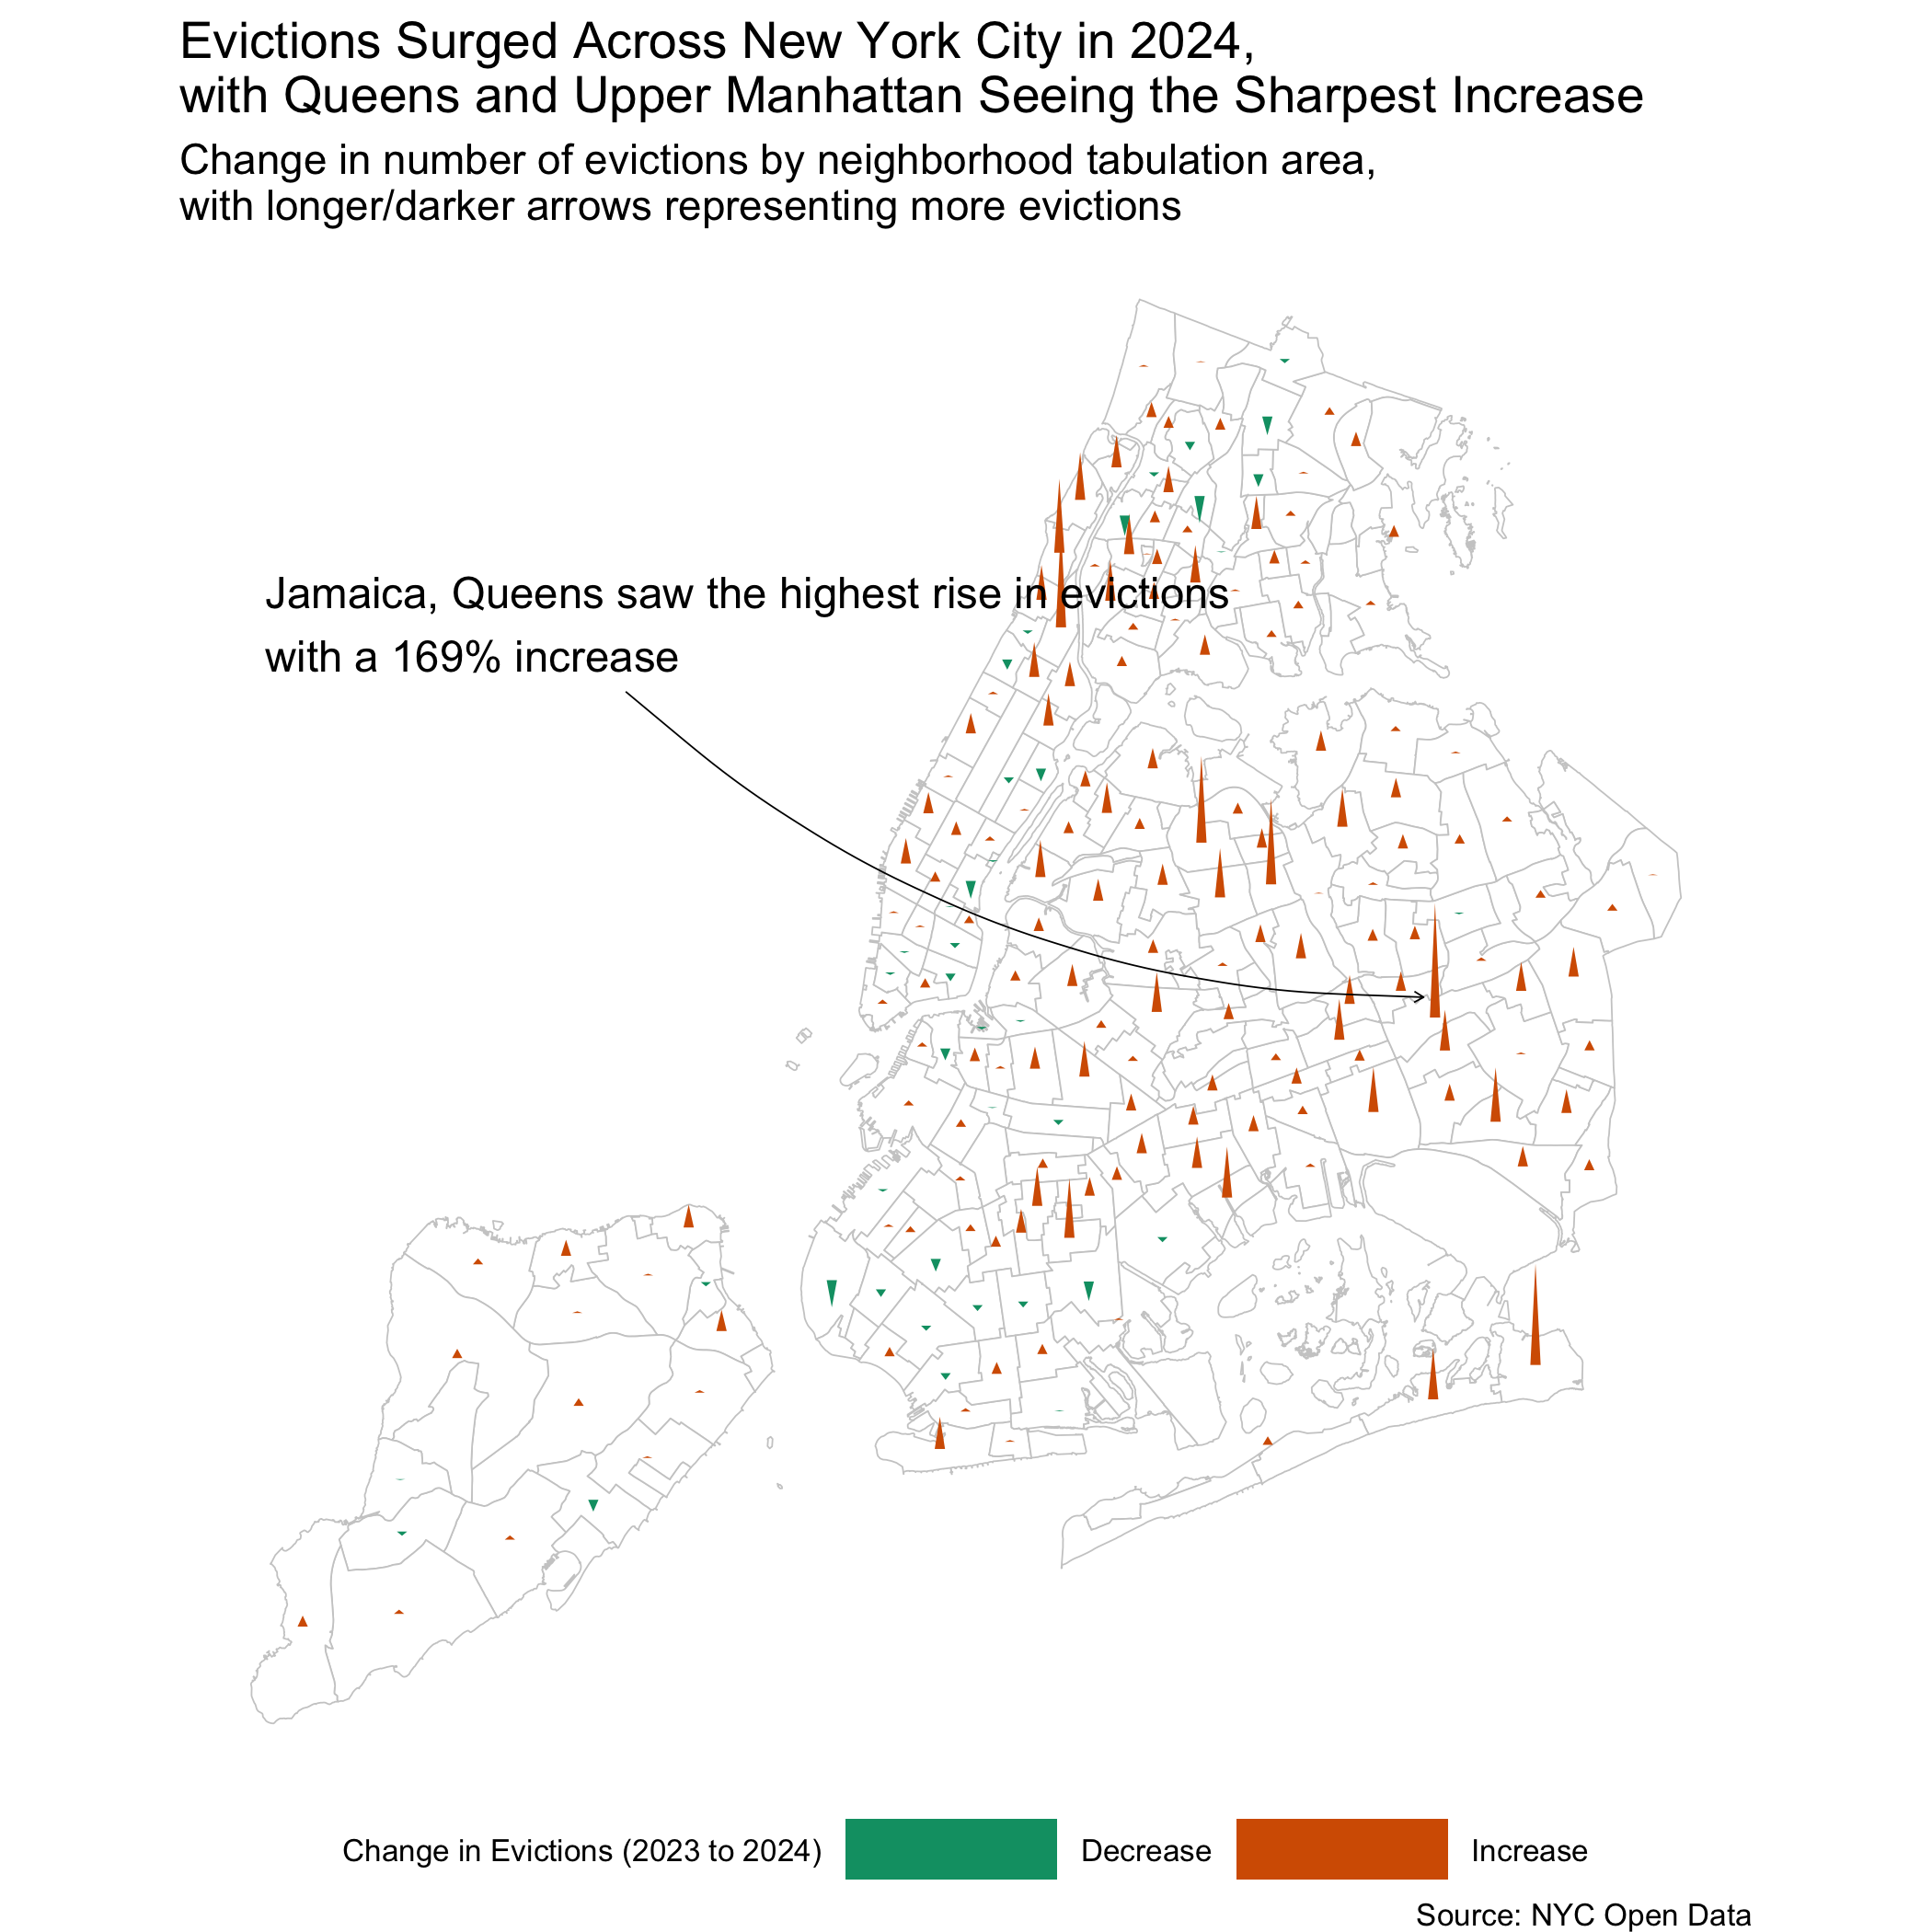 Evictions Surged Across New York City in 2024,
with Queens and Upper Manhattan Seeing the Sharpest Increase
Change in number of evictions by neighborhood tabulation area,
with longer/darker arrows representing more evictions
Jamaica, Queens saw the highest rise in evictions
with a 169% increase
Change in Evictions (2023 to 2024) Decrease Increase
Source: NYC Open Data